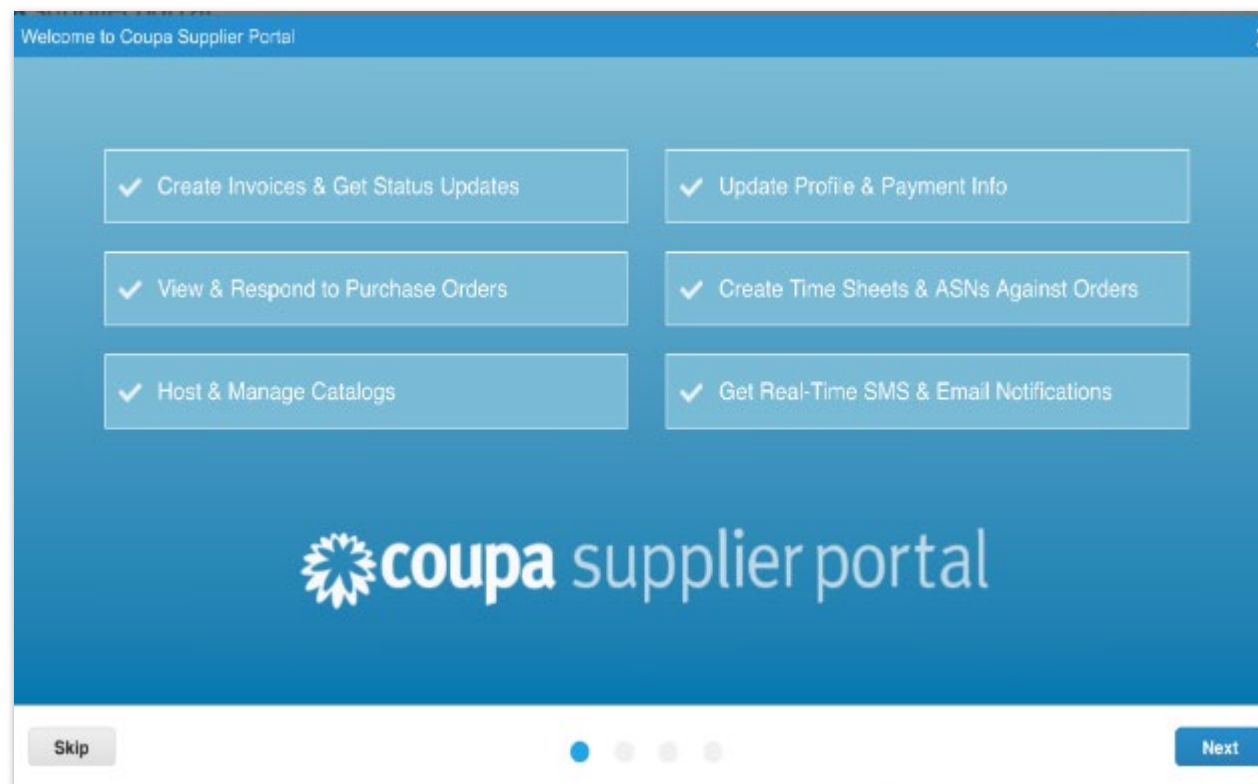 Welcome to Coupa Supplier Portal
Create Invoices & Get Status Updates
Update Profile & Payment Info
View & Respond to Purchase Orders
Create Time Sheets & ASNs Against Orders
Host & Manage Catalogs
Get Real-Time SMS & Email Notifications
coupa supplier portal
Skip
Next